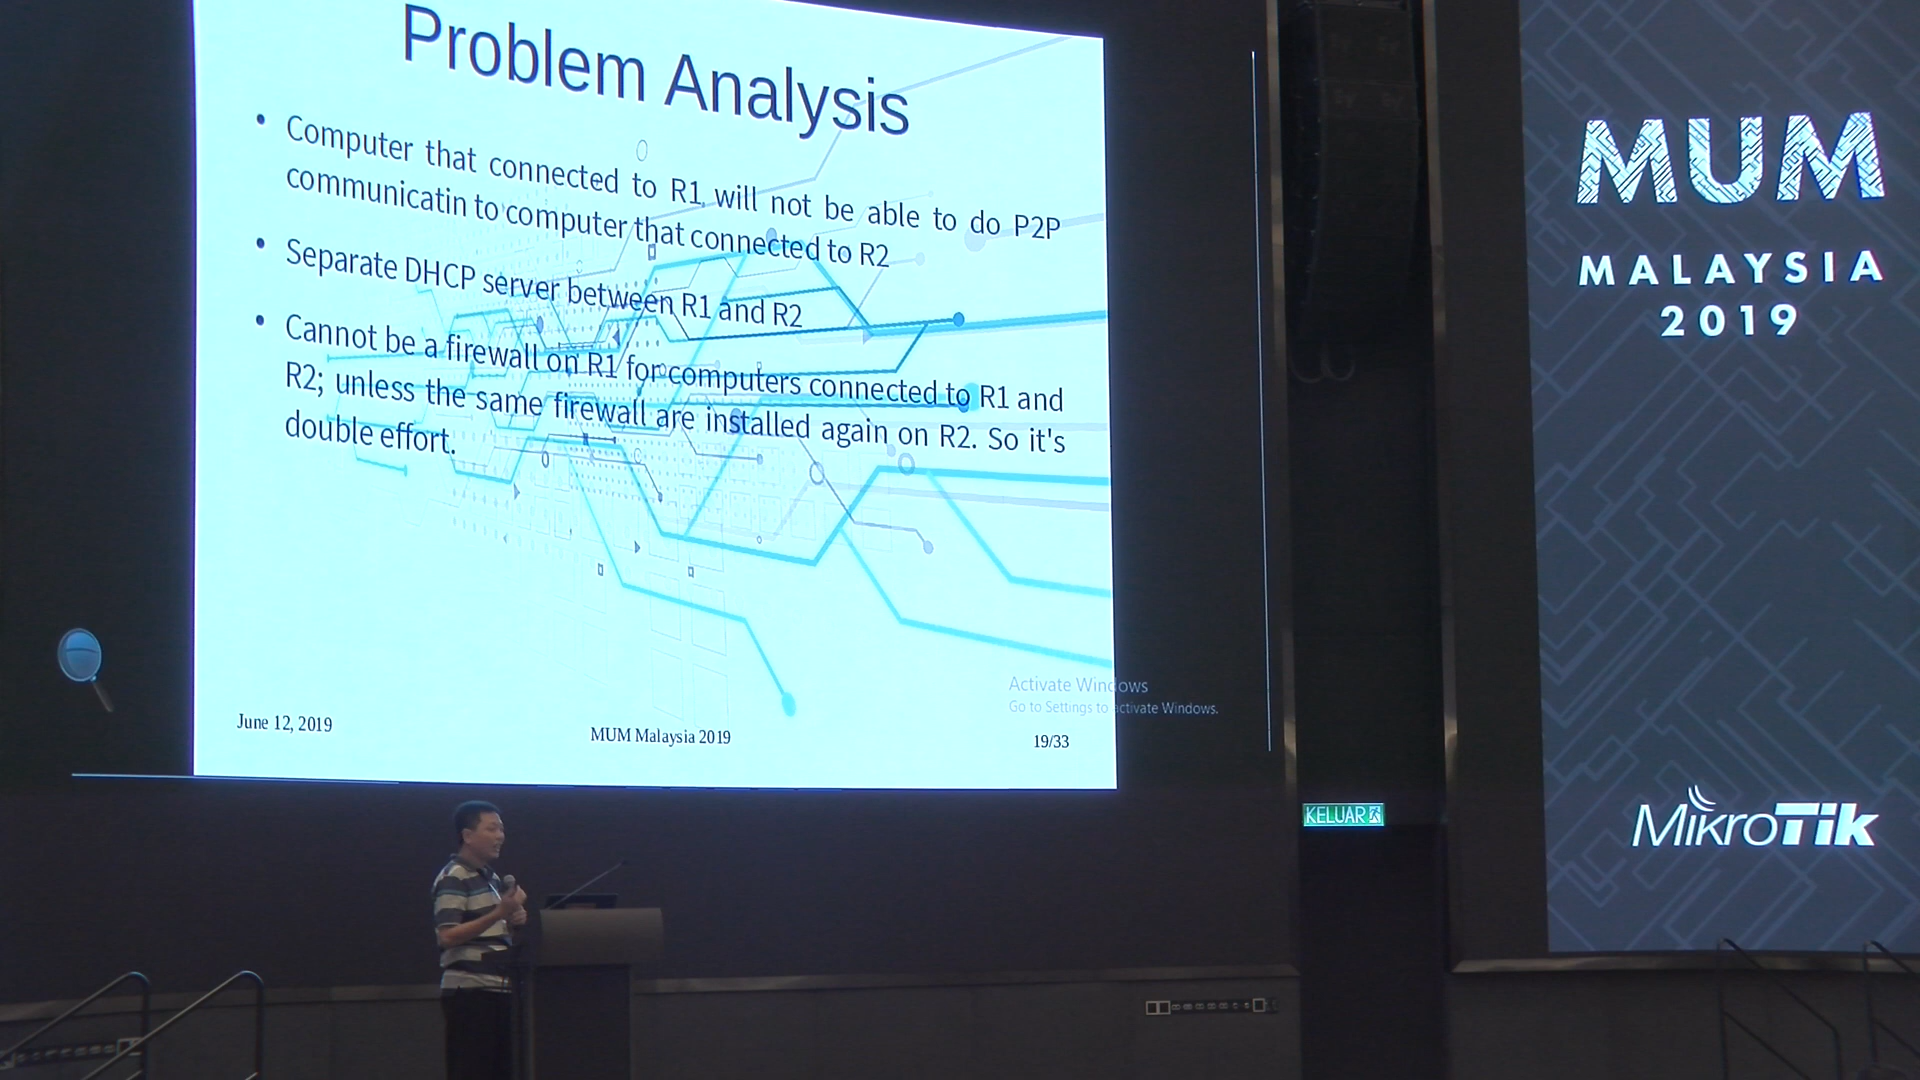 Problem Analysis
• Computer that connected to R1, will not be able to do P2P
communicatin to computer that connected to R2
• Separate DHCP server between R1 and R2
• Cannot be a firewall on R1 for computers connected to R1 and
R2; unless the same firewall are installed again on R2. So it's
double effort.
Activate Windows
Go to Settings to activate Windows.
June 12, 2019
MUM Malaysia 2019
19/33
MUM
MALAYSIA
2019
KELUAR
MikroTik